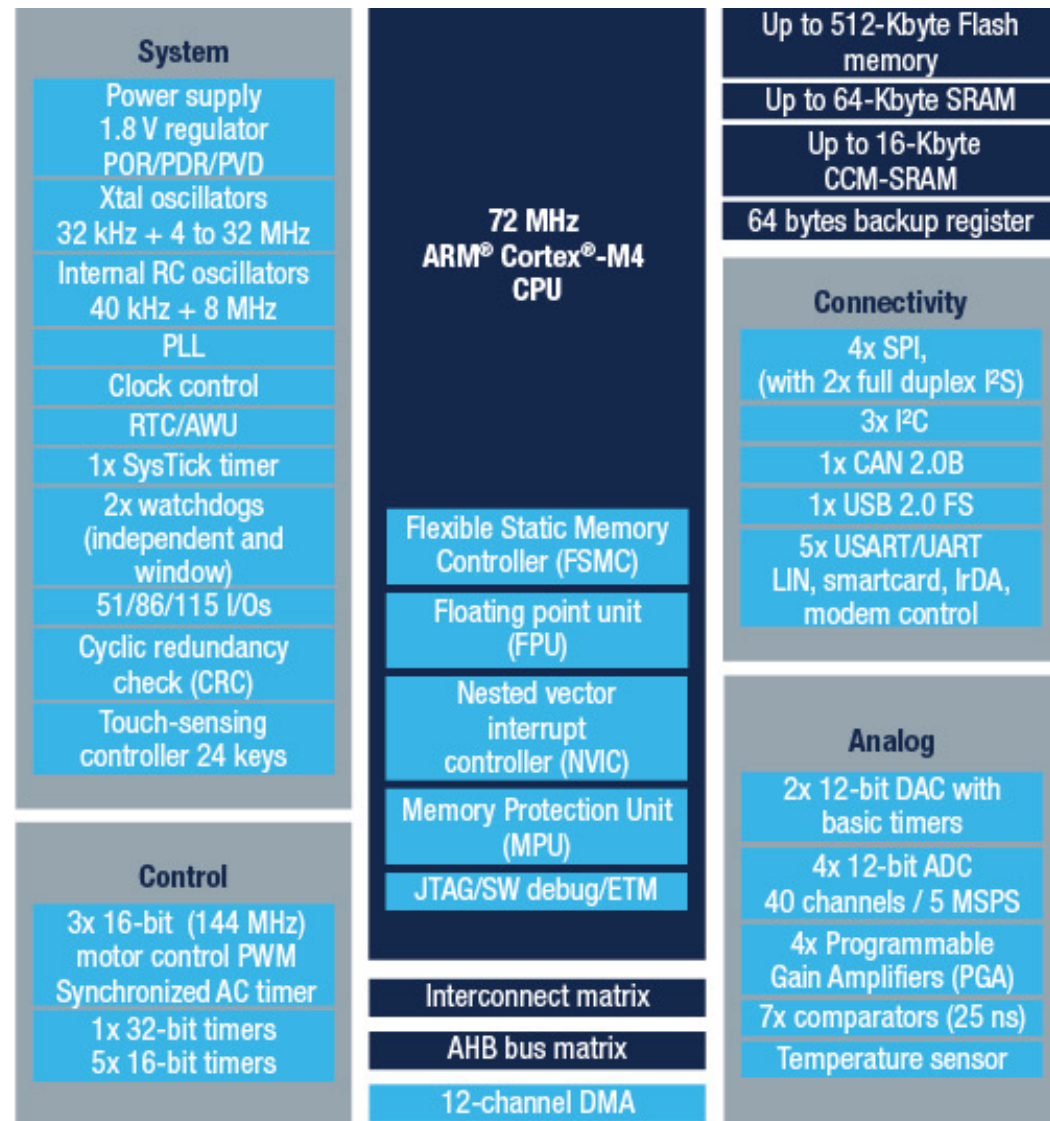 System
Power supply
1.8 V regulator
POR/PDR/PVD
Xtal oscillators
32 kHz + 4 to 32 MHz
Internal RC oscillators
40 kHz + 8 MHz
PLL
Clock control
RTC/AWU
1x SysTick timer
2x watchdogs
(independent and
window)
51/86/115 I/Os
Cyclic redundancy
check (CRC)
Touch-sensing
controller 24 keys
Control
3x 16-bit (144 MHz)
motor control PWM
Synchronized AC timer
1x 32-bit timers
5x 16-bit timers
72 MHz
ARM® Cortex®-M4
CPU
Flexible Static Memory
Controller (FSMC)
Floating point unit
(FPU)
Nested vector
interrupt
controller (NVIC)
Memory Protection Unit
(MPU)
JTAG/SW debug/ETM
Interconnect matrix
AHB bus matrix
12-channel DMA
Up to 512-Kbyte Flash
memory
Up to 64-Kbyte SRAM
Up to 16-Kbyte
CCM-SRAM
64 bytes backup register
Connectivity
4x SPI,
(with 2x full duplex I²S)
3x I²C
1x CAN 2.0B
1x USB 2.0 FS
5x USART/UART
LIN, smartcard, IrDA,
modem control
Analog
2x 12-bit DAC with
basic timers
4x 12-bit ADC
40 channels / 5 MSPS
4x Programmable
Gain Amplifiers (PGA)
7x comparators (25 ns)
Temperature sensor